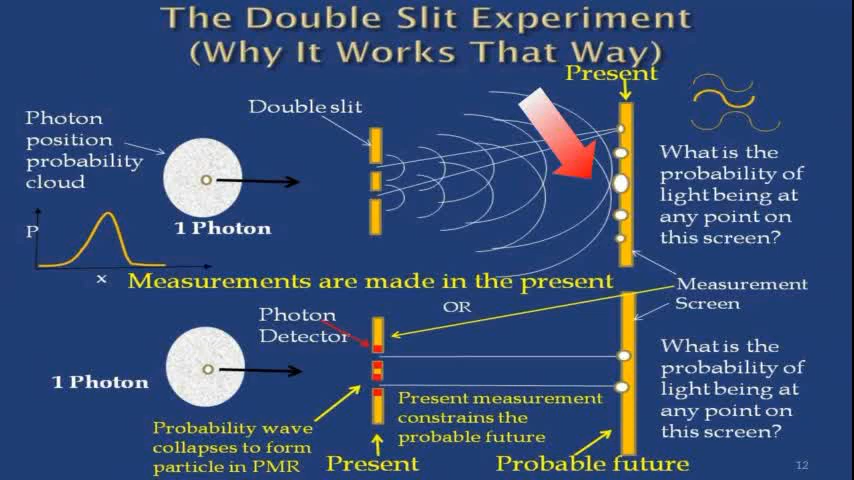 The Double Slit Experiment
(Why It Works That Way)
Present
Double slit
Photon
position
probability
cloud
1 Photon
P
x
What is the
probability of
light being at
any point on
this screen?
Measurements are made in the present
Measurement
Screen
OR
Photon
Detector
1 Photon
What is the
probability of
light being at
any point on
this screen?
Present measurement
constrains the
probable future
Probability wave
collapses to form
particle in PMR
Present
Probable future
12